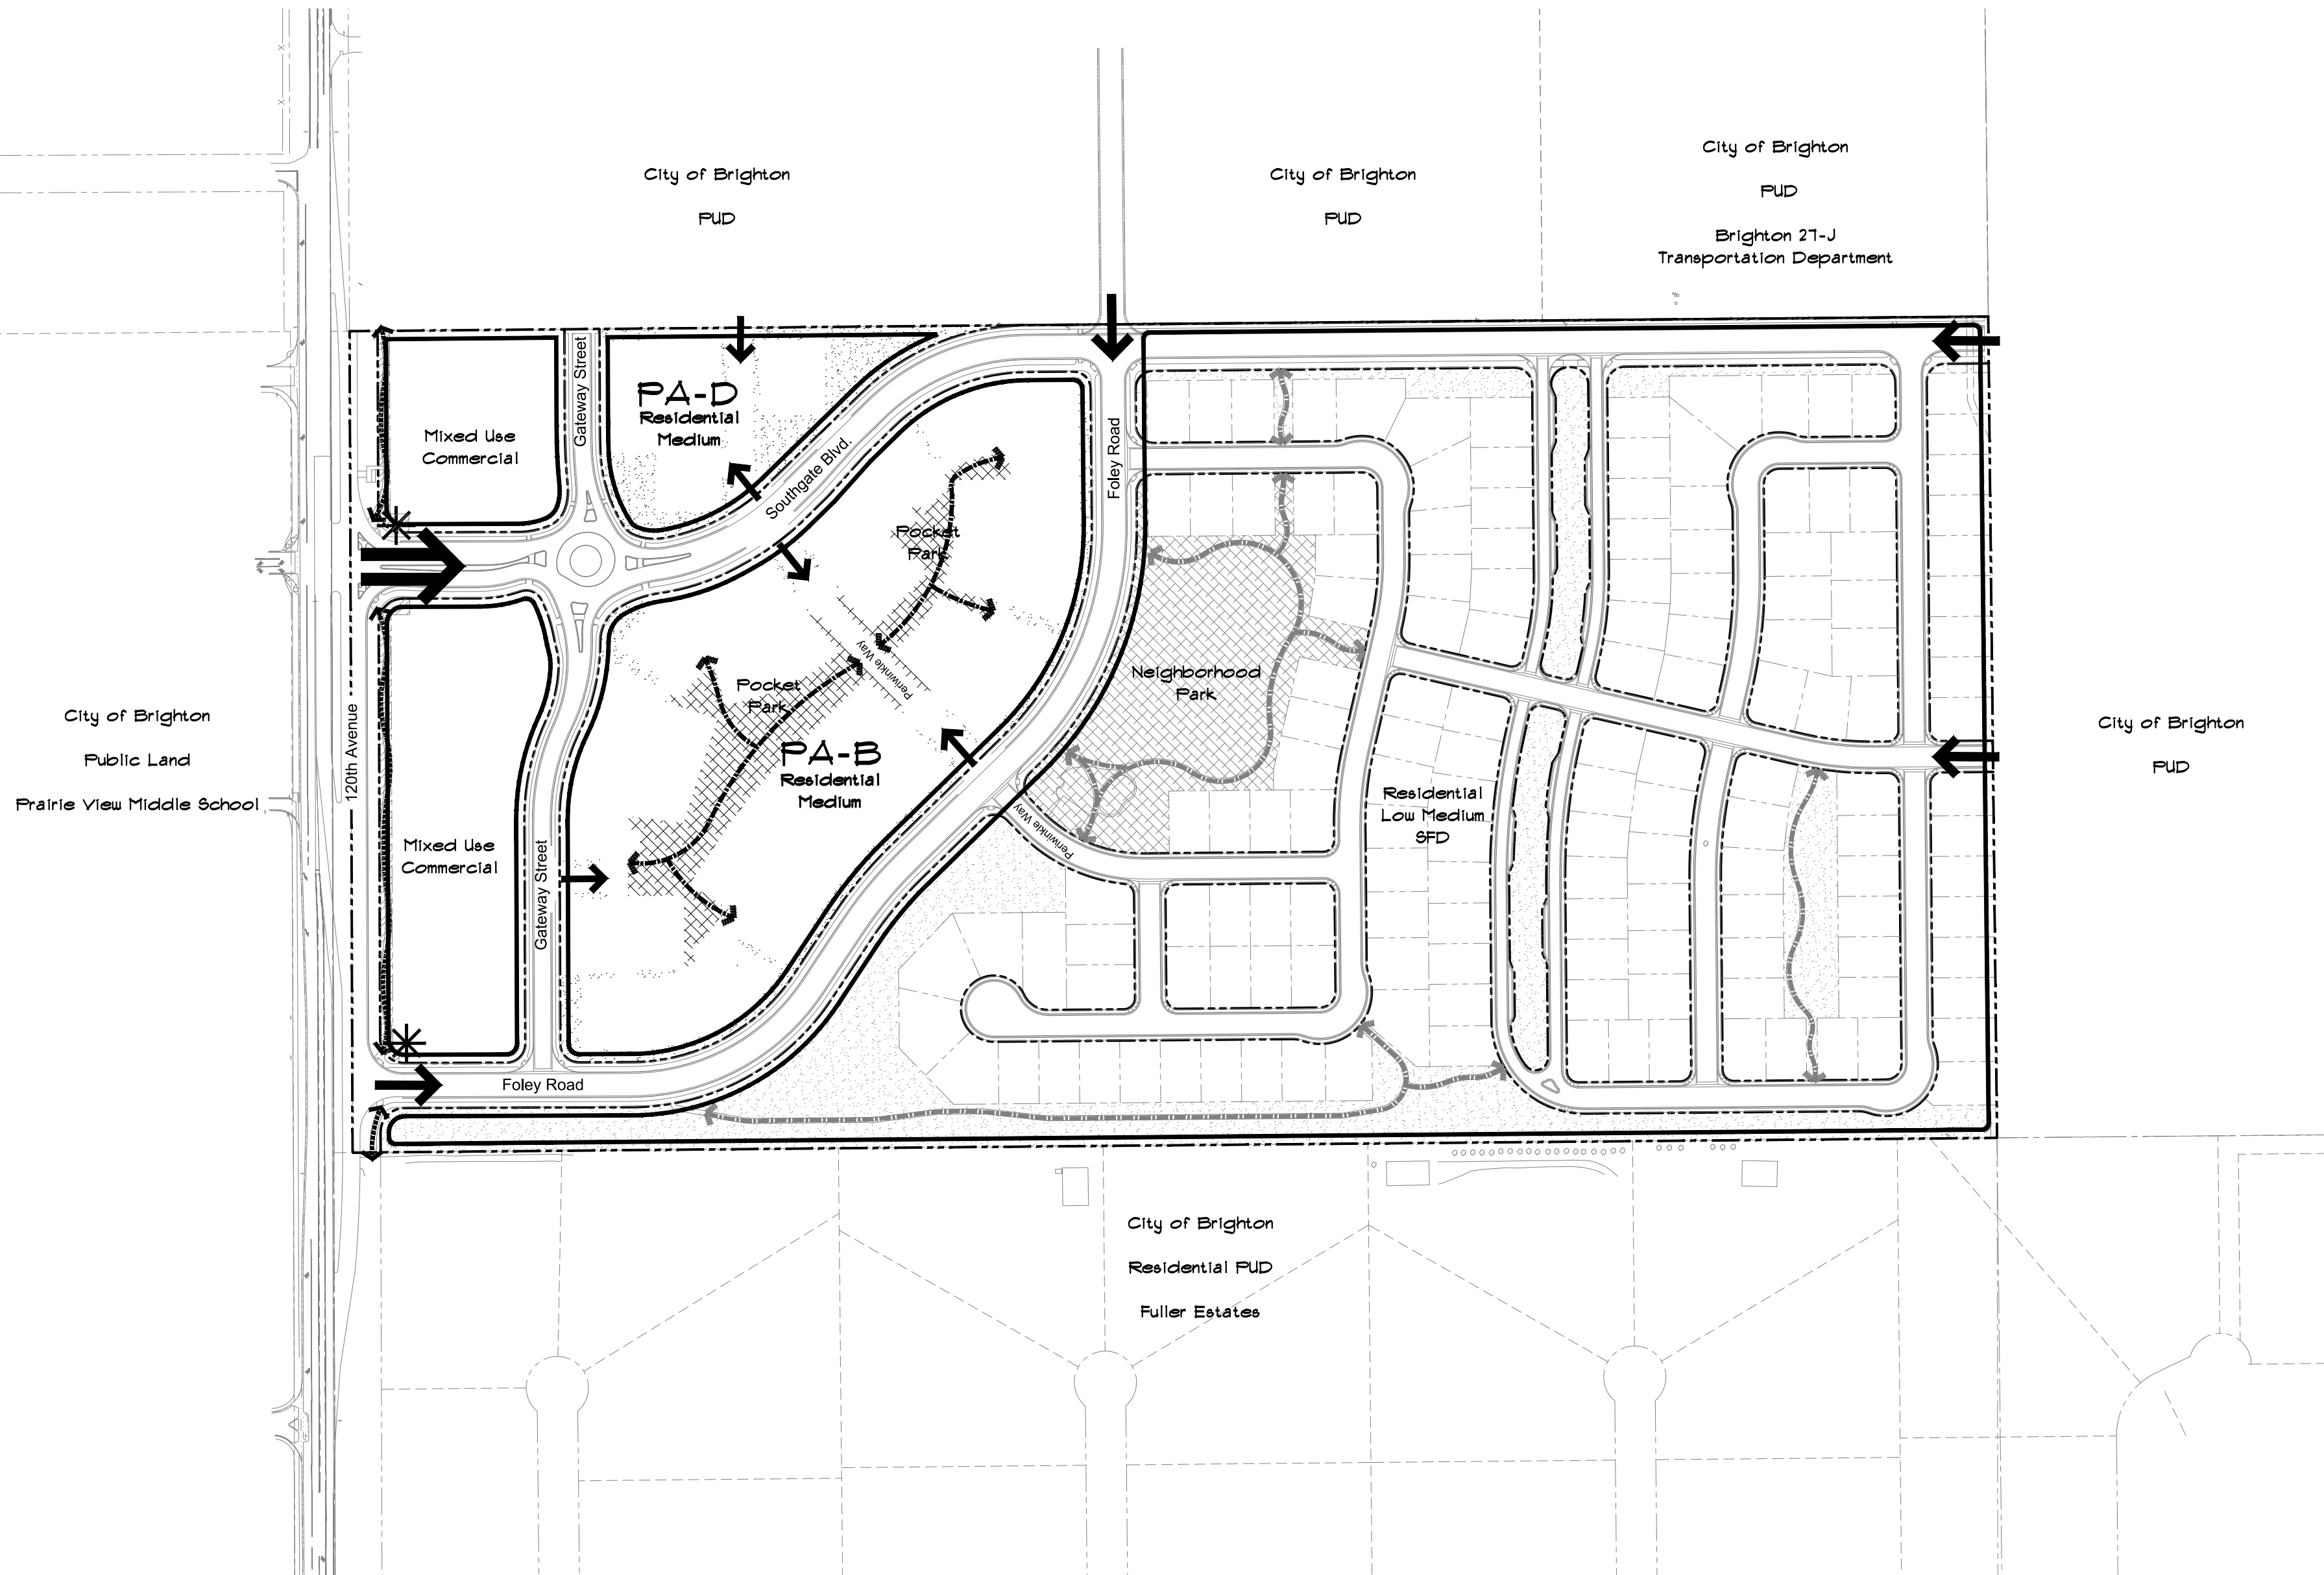 City of Brighton
PUD
City of Brighton
PUD
City of Brighton
PUD
Brighton 27-J
Transportation Department
Mixed Use
Commercial
Gateway Street
PA-D
Residential
Medium
Southgate Blvd.
Foley Road
Pocket
Park
Periwinkle Way
Pocket
Park
PA-B
Residential
Medium
Neighborhood
Park
Periwinkle Way
Residential
Low Medium
SFD
City of Brighton
Public Land
Prairie View Middle School
120th Avenue
City of Brighton
PUD
Mixed Use
Commercial
Gateway Street
Foley Road
City of Brighton
Residential PUD
Fuller Estates